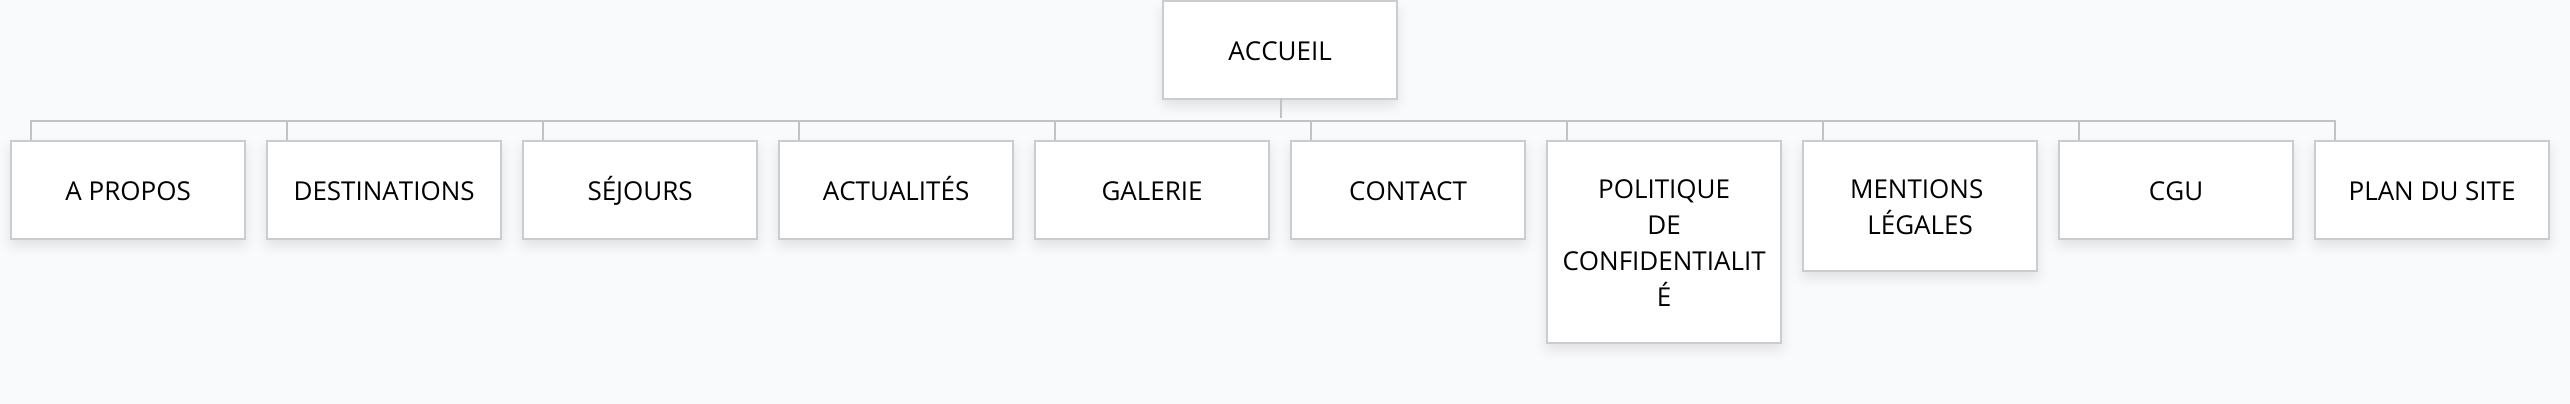 ACCUEIL
A PROPOS
DESTINATIONS
SÉJOURS
ACTUALITÉS
GALERIE
CONTACT
POLITIQUE
DE
CONFIDENTIALIT
É
MENTIONS
LÉGALES
CGU
PLAN DU SITE